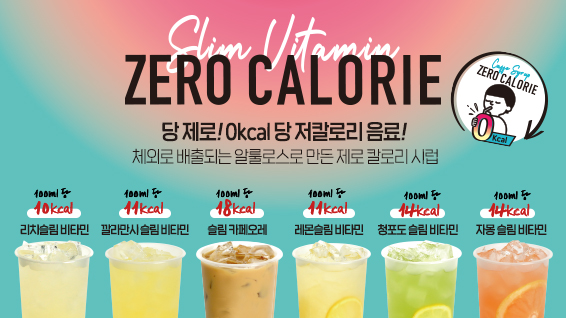 Slim Vitamin
ZERO CALORIE
Casse Syrup
ZERO CALORIE
0
Kcal
당 제로! 0kcal 당 저칼로리 음료!
체외로 배출되는 알룰로스로 만든 제로 칼로리 시럽
100ml 당 100ml 당 100ml 당 100ml 당 100ml 당 100ml 당
10kcal 11kcal 18kcal 11kcal 14kcal 14kcal
리치슬림 비타민 깔라만시 슬림 비타민 슬림 카페오레 레몬슬림 비타민 청포도 슬림 비타민 자몽 슬림 비타민